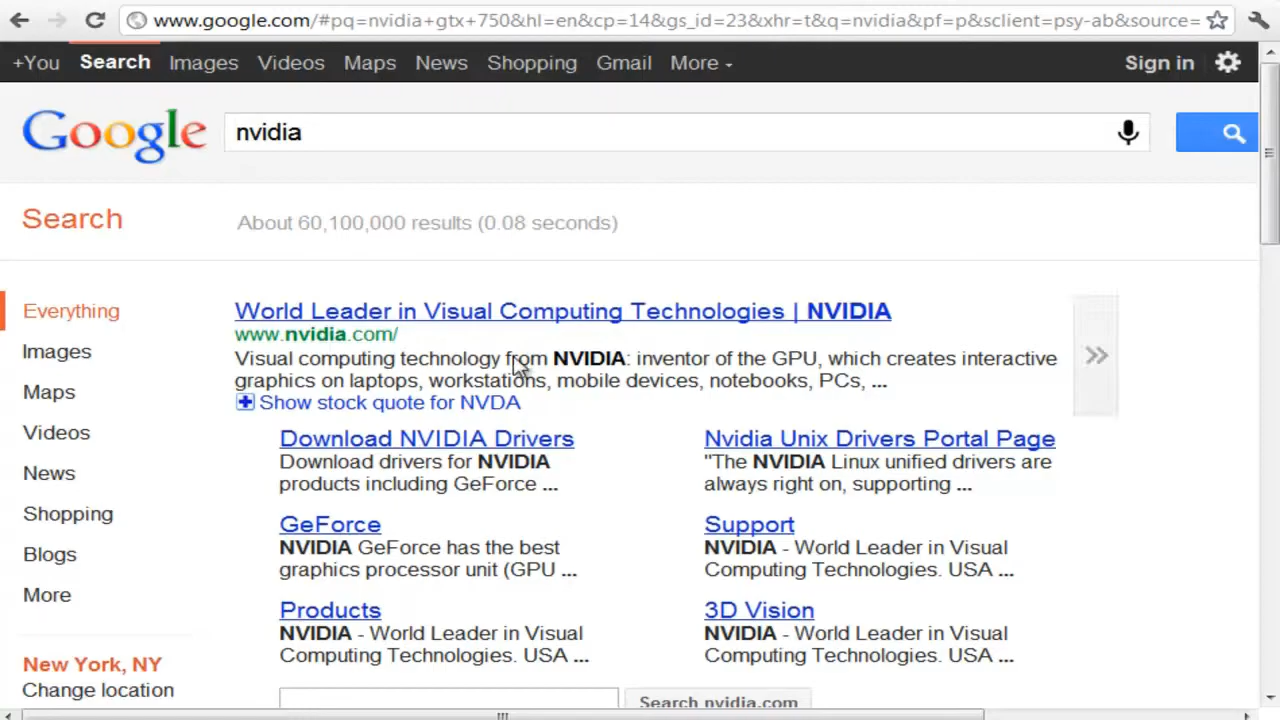 www.google.com/#pq=nvidia+gtx+750&hl=en&cp=14&gs_id=23&xhr=t&q=nvidia&pf=p&sclient=psy-ab&source=
+You Search Images Videos Maps News Shopping Gmail More Sign in
Google nvidia
Search About 60,100,000 results (0.08 seconds)
Everything
Images
Maps
Videos
News
Shopping
Blogs
More
New York, NY
Change location
World Leader in Visual Computing Technologies | NVIDIA
www.nvidia.com/
Visual computing technology from NVIDIA: inventor of the GPU, which creates interactive
graphics on laptops, workstations, mobile devices, notebooks, PCs, ...
Show stock quote for NVDA
Download NVIDIA Drivers
Download drivers for NVIDIA
products including GeForce ...
Nvidia Unix Drivers Portal Page
"The NVIDIA Linux unified drivers are
always right on, supporting ...
GeForce
NVIDIA GeForce has the best
graphics processor unit (GPU ...
Support
NVIDIA - World Leader in Visual
Computing Technologies. USA ...
Products
NVIDIA - World Leader in Visual
Computing Technologies. USA ...
3D Vision
NVIDIA - World Leader in Visual
Computing Technologies. USA ...
Search nvidia.com